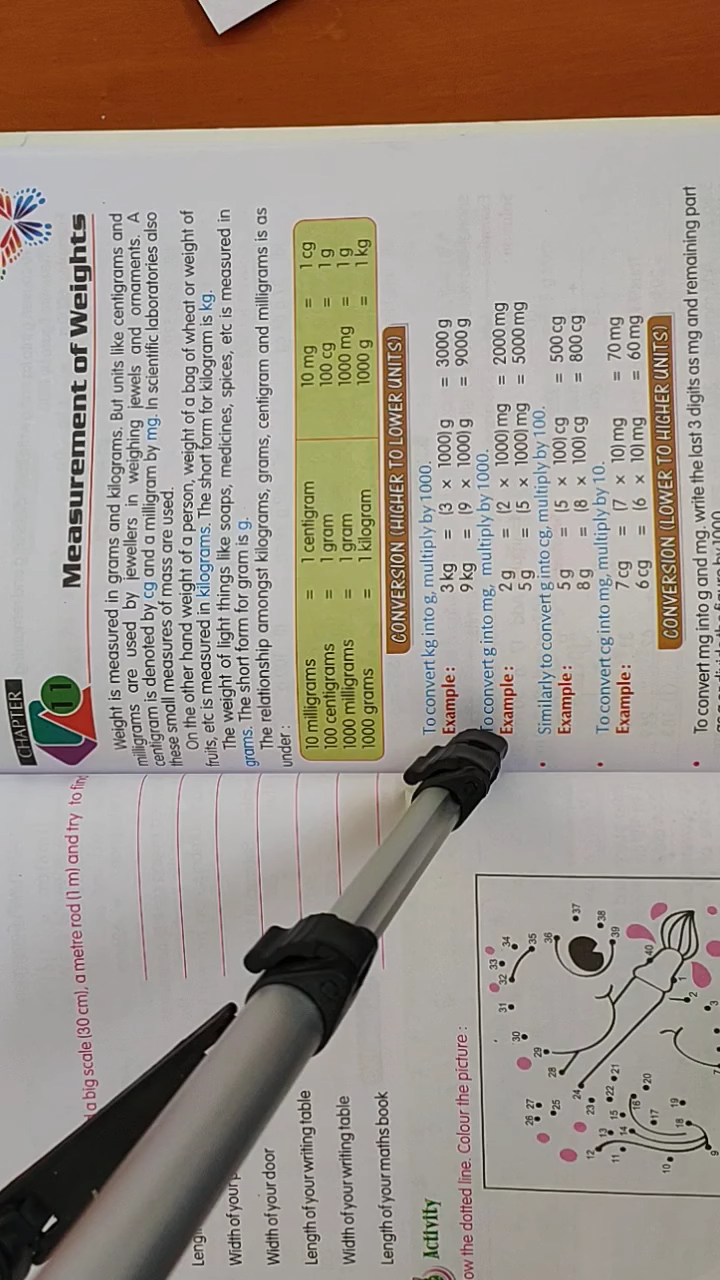 d a big scale (30 cm), a metre rod (1 m) and try to fin
Width of your
Width of your door
Length of your writing table
Width of your writing table
Length of your maths book
Activity
ow the dotted line. Colour the picture :
CHAPTER
11
Measurement of Weights
Weight is measured in grams and kilograms. But units like centigrams and
milligrams are used by jewellers in weighing jewels and ornaments. A
centigram is denoted by cg and a milligram by mg. In scientific laboratories also
these small measures of mass are used.
On the other hand weight of a person, weight of a bag of wheat or weight of
fruits, etc is measured in kilograms. The short form for kilogram is kg.
The weight of light things like soaps, medicines, spices, etc is measured in
grams. The short form for gram is g.
The relationship amongst kilograms, grams, centigram and milligrams is as
under :
10 milligrams = 1 centigram 10 mg = 1 cg
100 centigrams = 1 gram 100 cg = 1 g
1000 milligrams = 1 gram 1000 mg = 1 g
1000 grams = 1 kilogram 1000 g = 1 kg
CONVERSION (HIGHER TO LOWER UNITS)
To convert kg into g, multiply by 1000.
Example : 3 kg = (3 × 1000) g = 3000 g
9 kg = (9 × 1000) g = 9000 g
To convert g into mg, multiply by 1000.
Example : 2 g = (2 × 1000) mg = 2000 mg
5 g = (5 × 1000) mg = 5000 mg
• Similarly to convert g into cg, multiply by 100.
Example : 5 g = (5 × 100) cg = 500 cg
8 g = (8 × 100) cg = 800 cg
• To convert cg into mg, multiply by 10.
Example : 7 cg = (7 × 10) mg = 70 mg
6 cg = (6 × 10) mg = 60 mg
CONVERSION (LOWER TO HIGHER UNITS)
• To convert mg into g and mg, write the last 3 digits as mg and remaining part